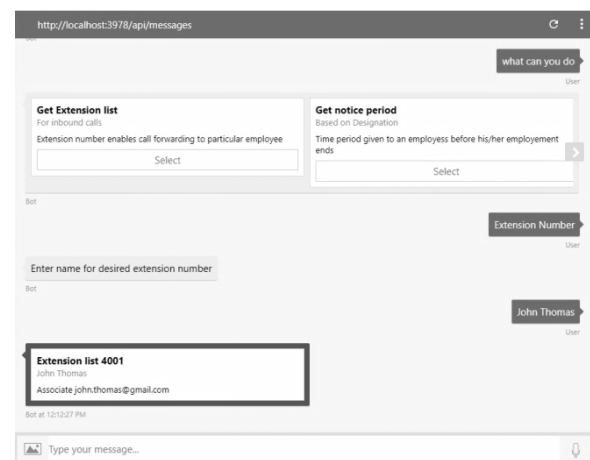 http://localhost:3978/api/messages
what can you do
User
Get Extension list
For inbound calls
Extension number enables call forwarding to particular employee
Select
Get notice period
Based on Designation
Time period given to an employess before his/her employement
ends
Select
Bot
Extension Number
User
Enter name for desired extension number
Bot
John Thomas
User
Extension list 4001
John Thomas
Associate john.thomas@gmail.com
Bot at 12:12:27 PM
Type your message...